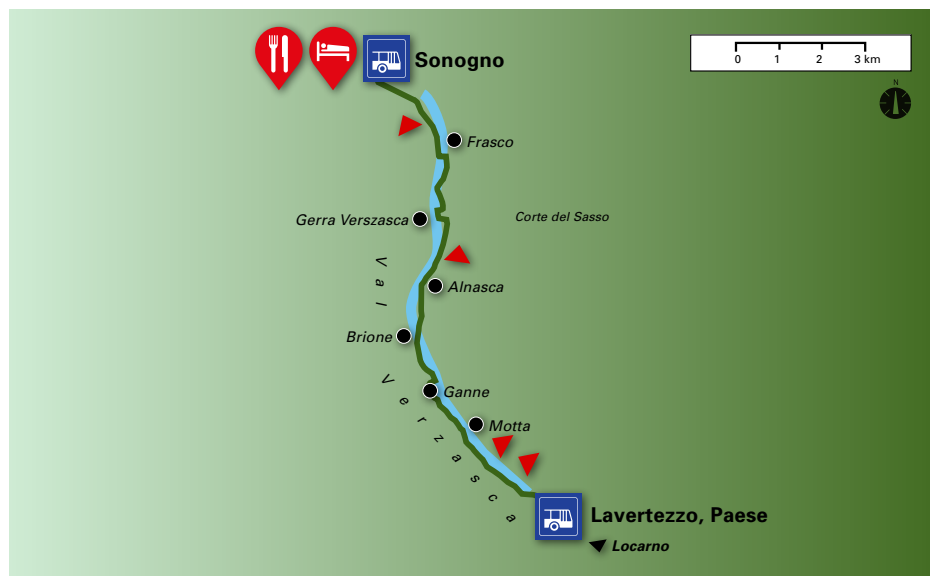 Sonogno
0 1 2 3 km
N
Frasco
Gerra Verszasca
Corte del Sasso
Val Verzasca
Alnasca
Brione
Ganne
Motta
Lavertezzo, Paese
Locarno